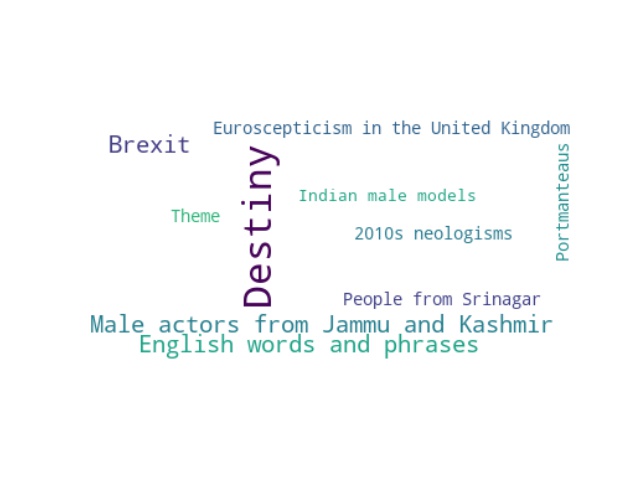 Euroscepticism in the United Kingdom
Brexit
Destiny
Portmanteaus
Indian male models
Theme
2010s neologisms
People from Srinagar
Male actors from Jammu and Kashmir
English words and phrases